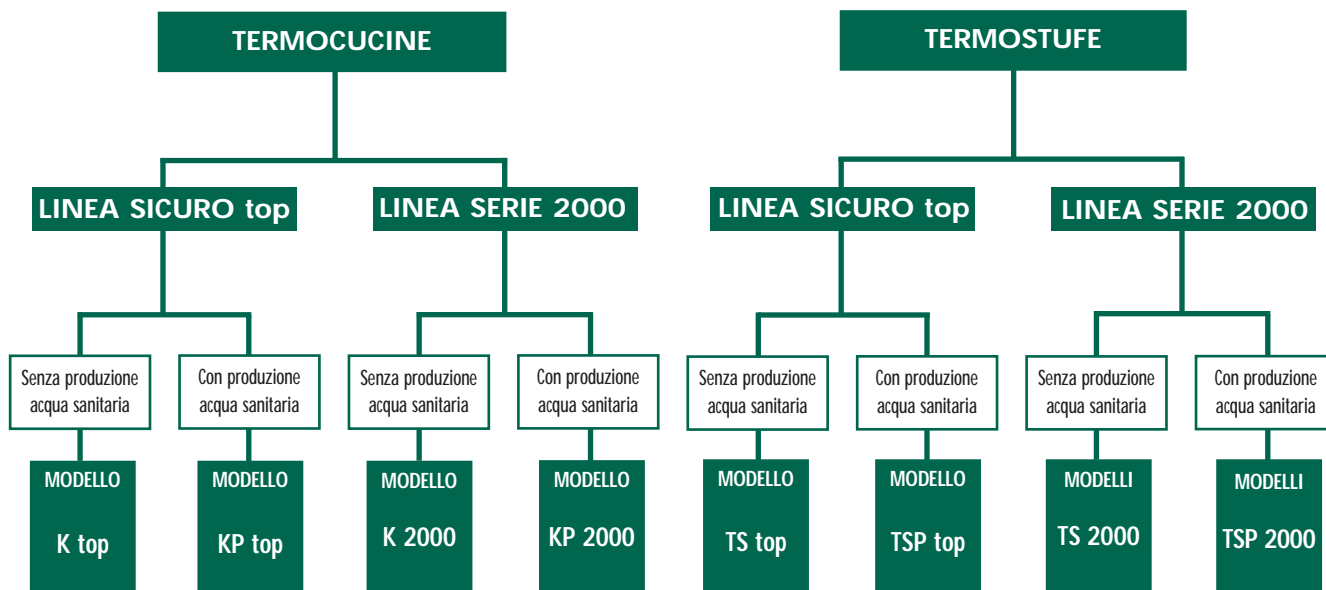 TERMOCUCINE
TERMOSTUFE
LINEA SICURO top
LINEA SERIE 2000
LINEA SICURO top
LINEA SERIE 2000
Senza produzione
acqua sanitaria
Con produzione
acqua sanitaria
Senza produzione
acqua sanitaria
Con produzione
acqua sanitaria
Senza produzione
acqua sanitaria
Con produzione
acqua sanitaria
Senza produzione
acqua sanitaria
Con produzione
acqua sanitaria
MODELLO
K top
MODELLO
KP top
MODELLO
K 2000
MODELLO
KP 2000
MODELLO
TS top
MODELLO
TSP top
MODELLI
TS 2000
MODELLI
TSP 2000